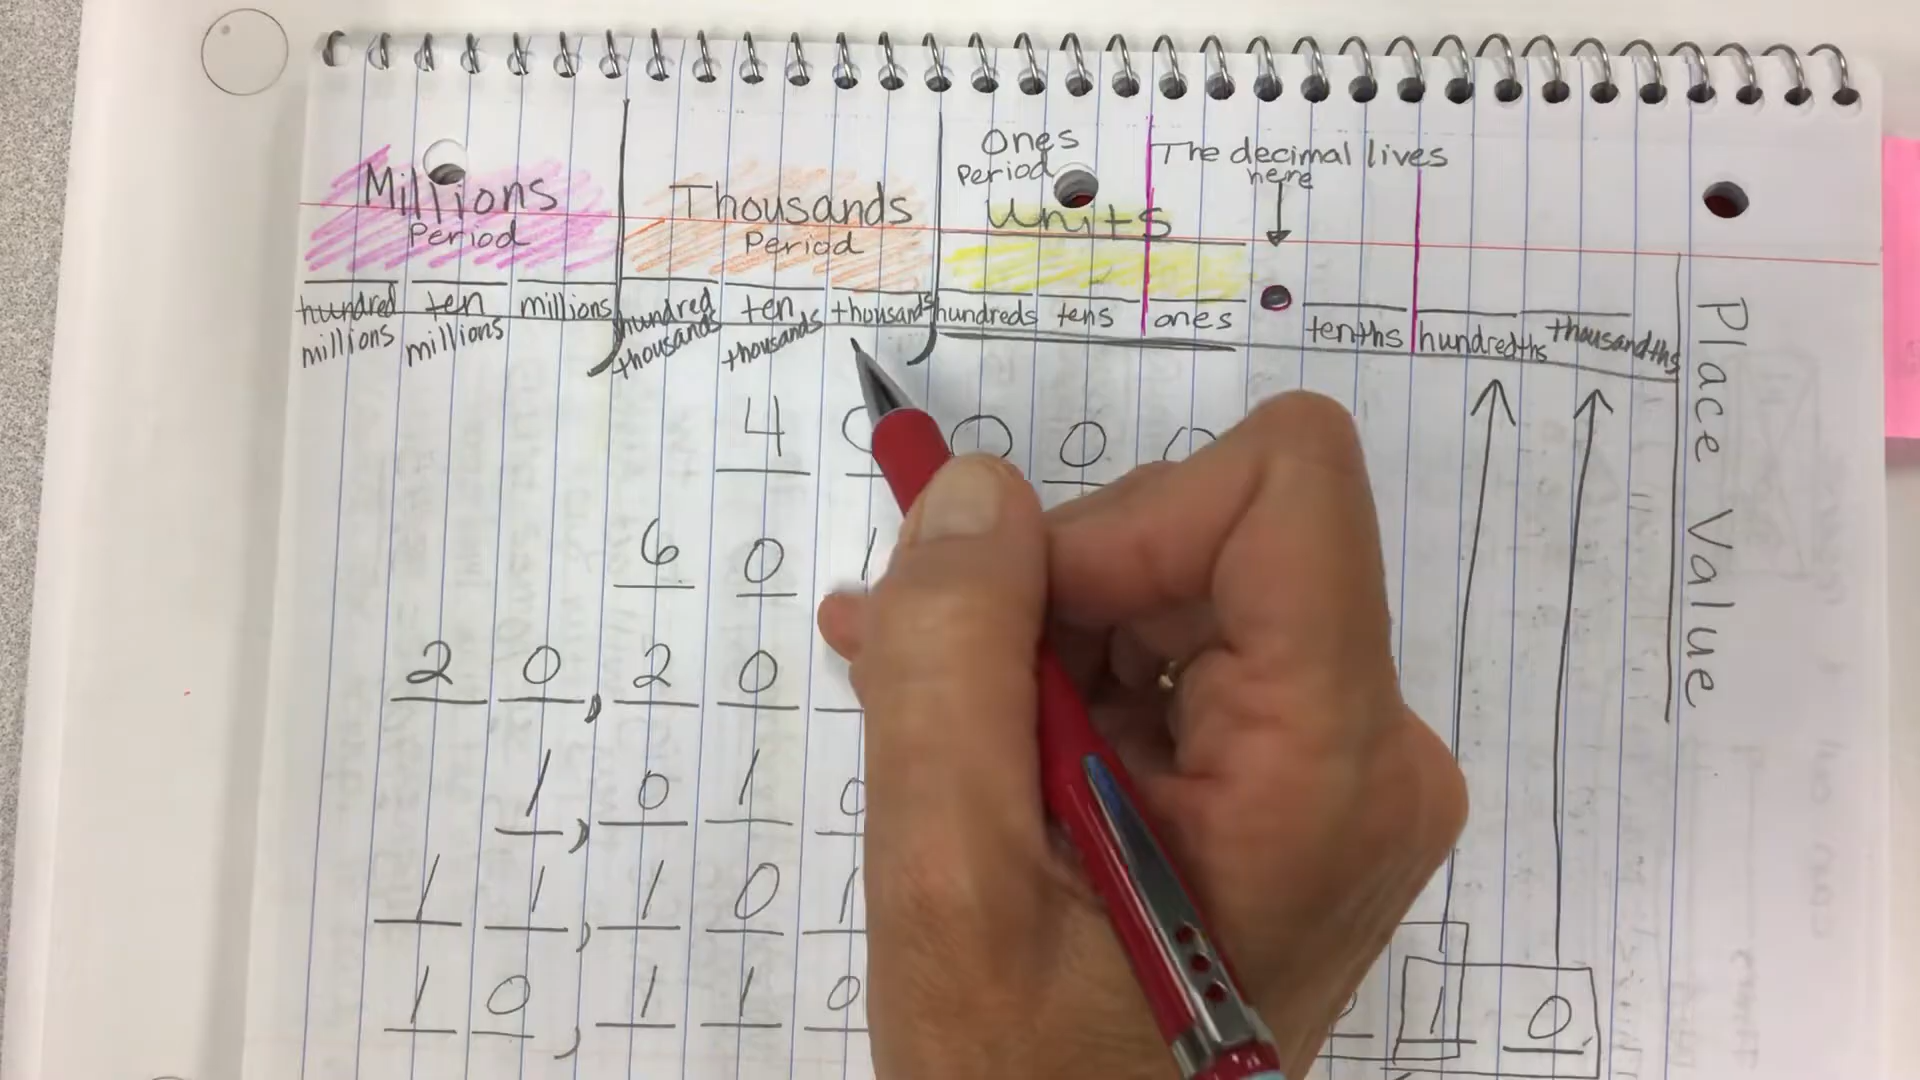 Ones
Period
The decimal lives
here
Millions
Period
Thousands
Period
Units
hundred
millions
ten
millions
millions
hundred
thousands
ten
thousands
thousands
hundreds
tens
ones
tenths
hundredths
thousandths
Place Value
4 0 0 0 0
6 0 1
2 0 , 2 0
1 , 0 1 0
1 1 , 1 0 1
1 0 , 1 1 0 1 0